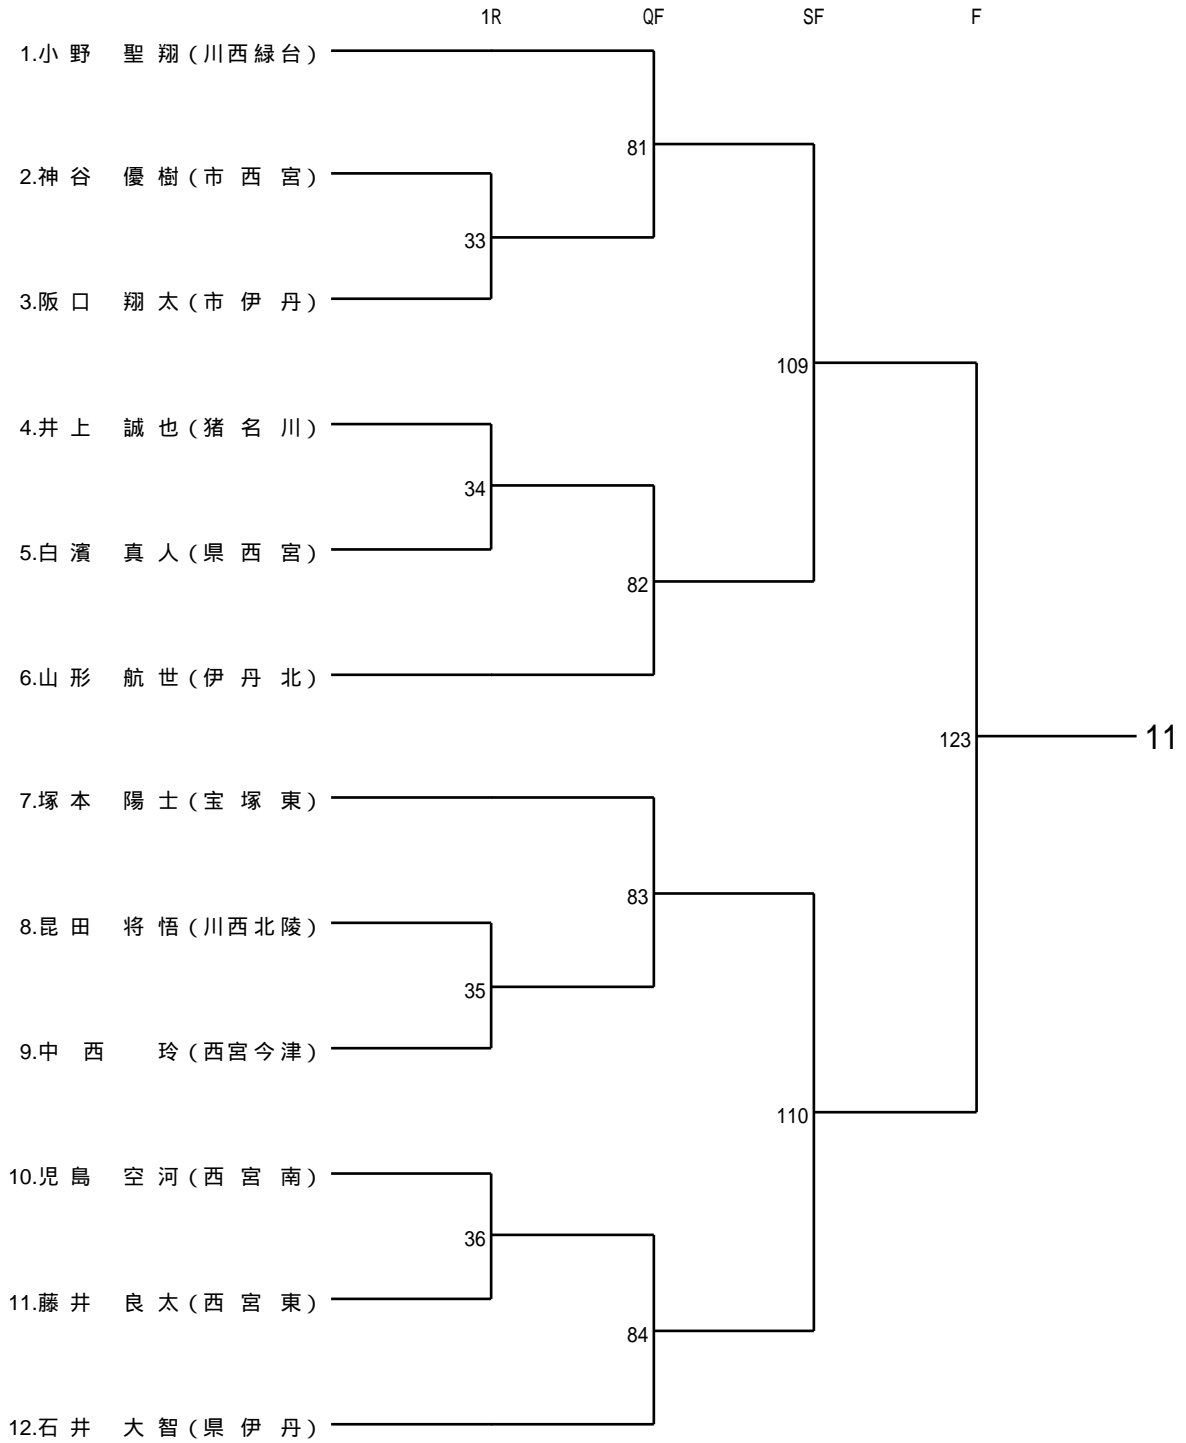 1R QF SF F
1.小野 聖翔(川西緑台)
81
2.神谷 優樹(市西宮)
33
3.阪口 翔太(市伊丹)
109
4.井上 誠也(猪名川)
34
5.白濱 真人(県西宮)
82
6.山形 航世(伊丹北)
123 11
7.塚本 陽士(宝塚東)
83
8.昆田 将悟(川西北陵)
35
9.中西 玲(西宮今津)
110
10.児島 空河(西宮南)
36
11.藤井 良太(西宮東)
84
12.石井 大智(県伊丹)